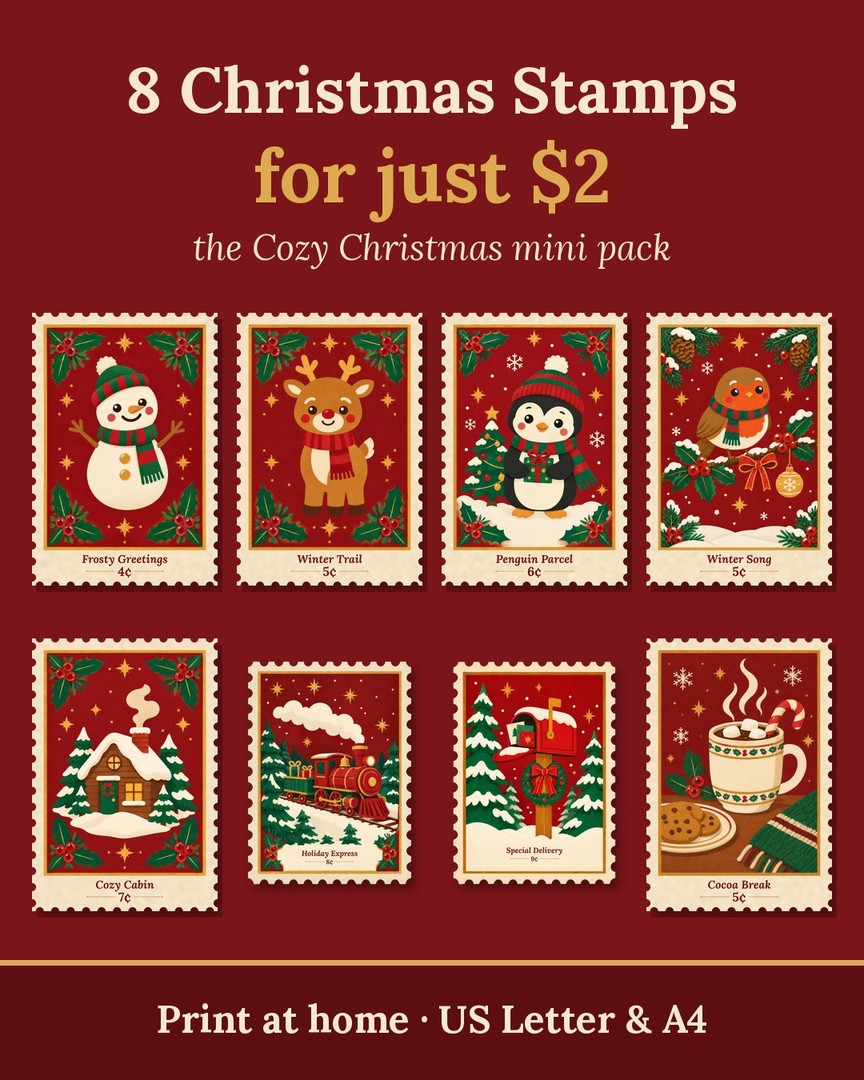 8 Christmas Stamps
for just $2
the Cozy Christmas mini pack
Frosty Greetings
4¢
Winter Trail
5¢
Penguin Parcel
6¢
Winter Song
5¢
Cozy Cabin
7¢
Holiday Express
8¢
Special Delivery
9¢
Cocoa Break
5¢
Print at home · US Letter & A4